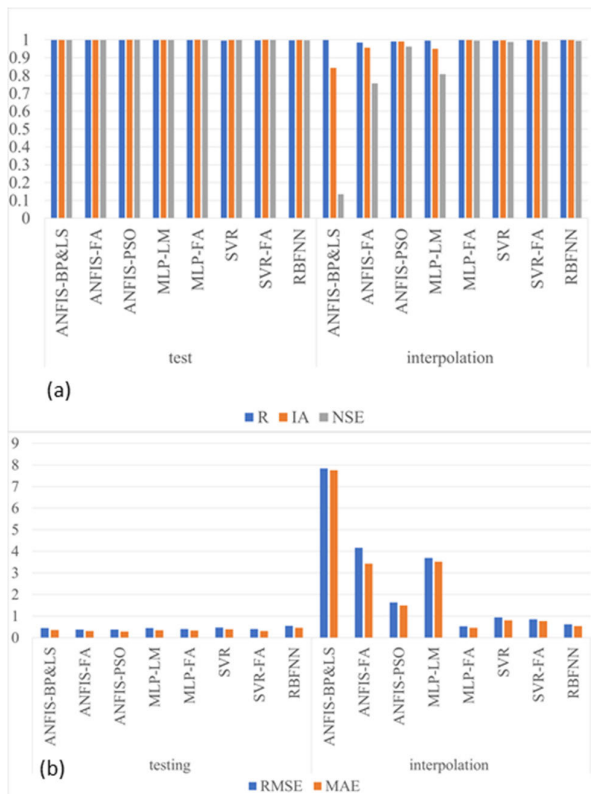 1
0.9
0.8
0.7
0.6
0.5
0.4
0.3
0.2
0.1
0
ANFIS-BP&LS
ANFIS-FA
ANFIS-PSO
MLP-LM
MLP-FA
SVR
SVR-FA
RBFNN
ANFIS-BP&LS
ANFIS-FA
ANFIS-PSO
MLP-LM
MLP-FA
SVR
SVR-FA
RBFNN
test interpolation
(a)
R IA NSE
9
8
7
6
5
4
3
2
1
0
ANFIS-BP&LS
ANFIS-FA
ANFIS-PSO
MLP-LM
MLP-FA
SVR
SVR-FA
RBFNN
ANFIS-BP&LS
ANFIS-FA
ANFIS-PSO
MLP-LM
MLP-FA
SVR
SVR-FA
RBFNN
testing interpolation
(b)
RMSE MAE